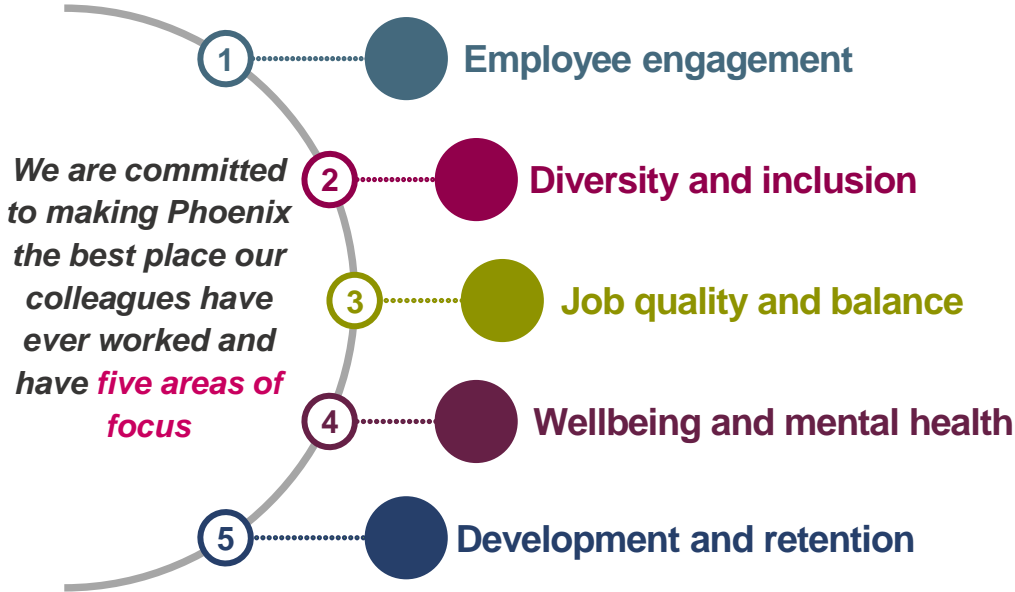 We are committed
to making Phoenix
the best place our
colleagues have
ever worked and
have five areas of
focus
1
Employee engagement
2
Diversity and inclusion
3
Job quality and balance
4
Wellbeing and mental health
5
Development and retention